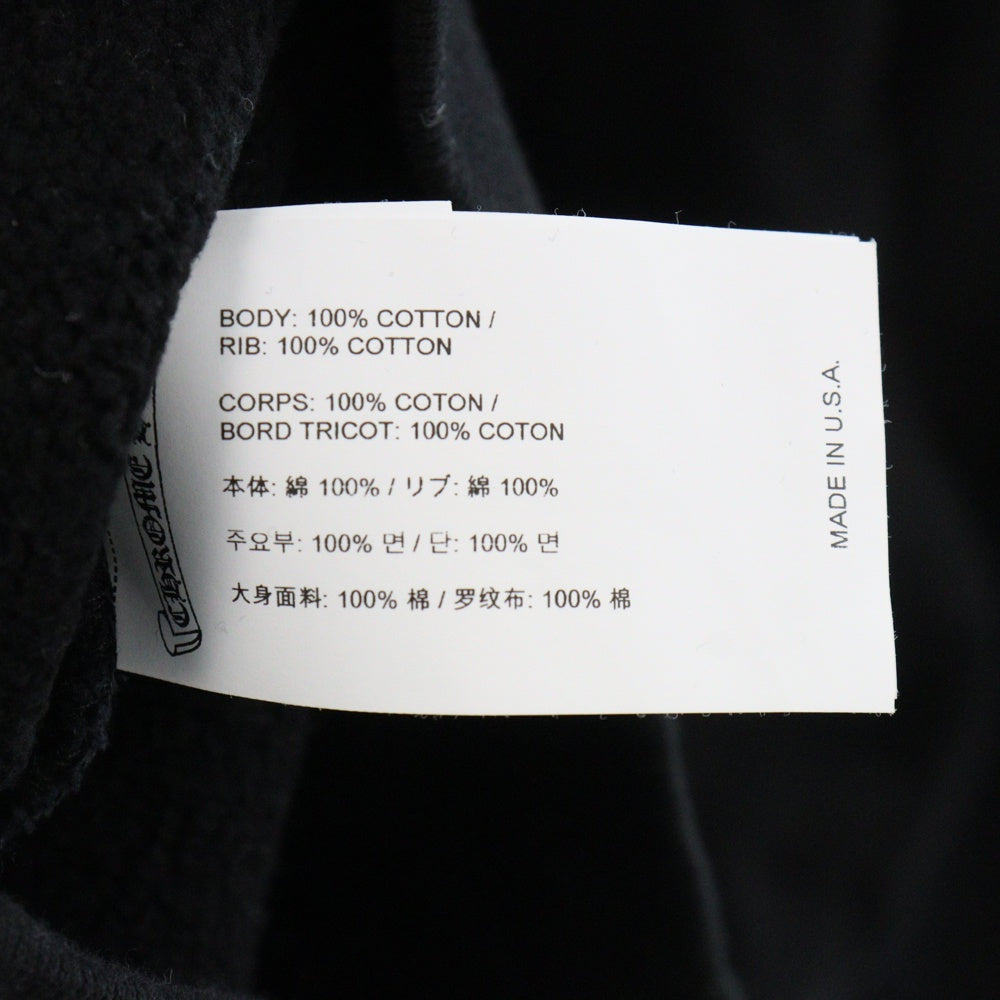 BODY: 100% COTTON /
RIB: 100% COTTON
CORPS: 100% COTON /
BORD TRICOT: 100% COTON
本体: 綿 100% / リブ: 綿 100%
주요부: 100% 면 / 단: 100% 면
大身面料: 100% 棉 / 罗纹布: 100% 棉
MADE IN U.S.A.
CHROME